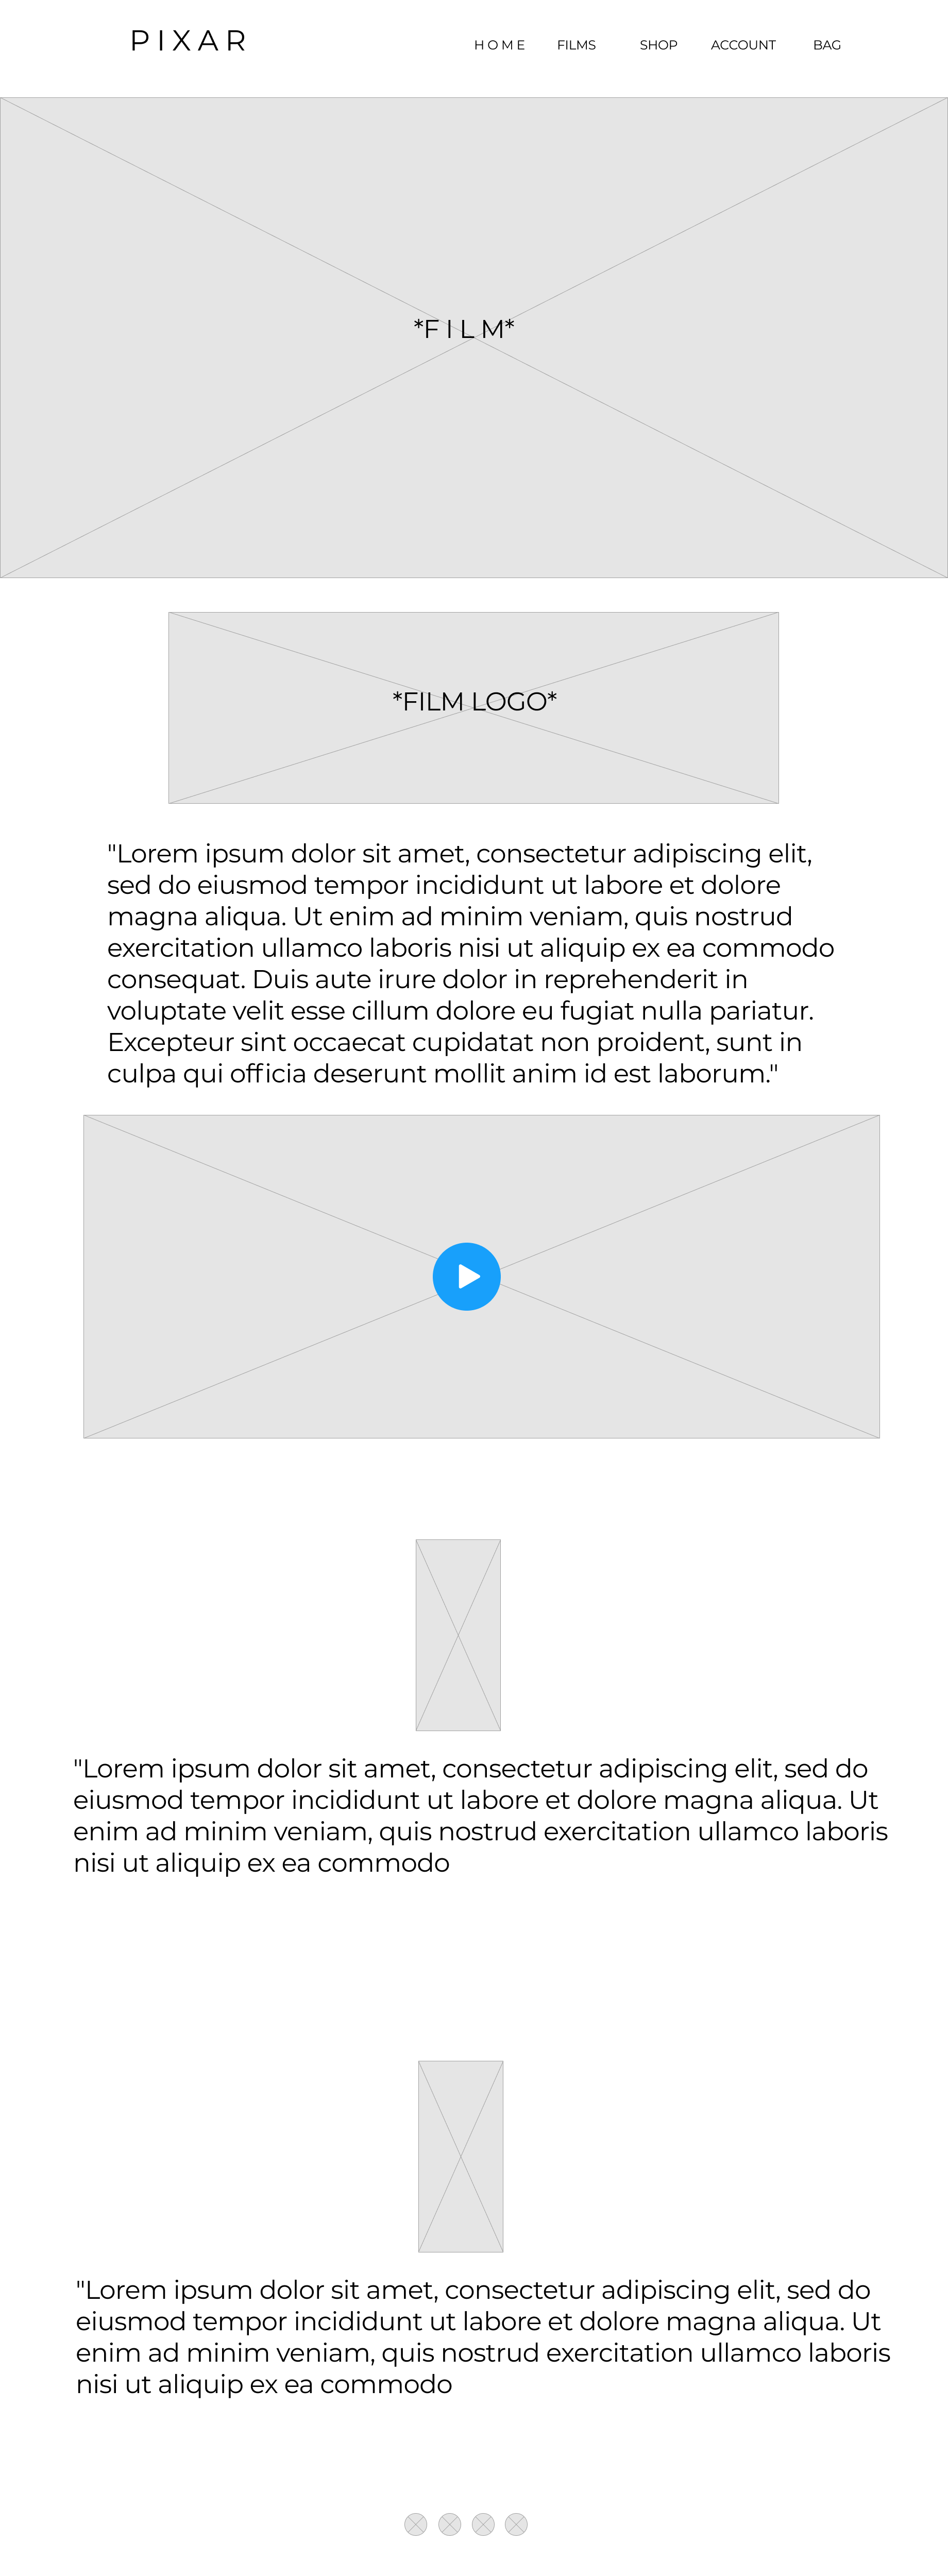 P I X A R
H O M E FILMS SHOP ACCOUNT BAG
*F I L M*
*FILM LOGO*
"Lorem ipsum dolor sit amet, consectetur adipiscing elit,
sed do eiusmod tempor incididunt ut labore et dolore
magna aliqua. Ut enim ad minim veniam, quis nostrud
exercitation ullamco laboris nisi ut aliquip ex ea commodo
consequat. Duis aute irure dolor in reprehenderit in
voluptate velit esse cillum dolore eu fugiat nulla pariatur.
Excepteur sint occaecat cupidatat non proident, sunt in
culpa qui officia deserunt mollit anim id est laborum."
"Lorem ipsum dolor sit amet, consectetur adipiscing elit, sed do
eiusmod tempor incididunt ut labore et dolore magna aliqua. Ut
enim ad minim veniam, quis nostrud exercitation ullamco laboris
nisi ut aliquip ex ea commodo
"Lorem ipsum dolor sit amet, consectetur adipiscing elit, sed do
eiusmod tempor incididunt ut labore et dolore magna aliqua. Ut
enim ad minim veniam, quis nostrud exercitation ullamco laboris
nisi ut aliquip ex ea commodo